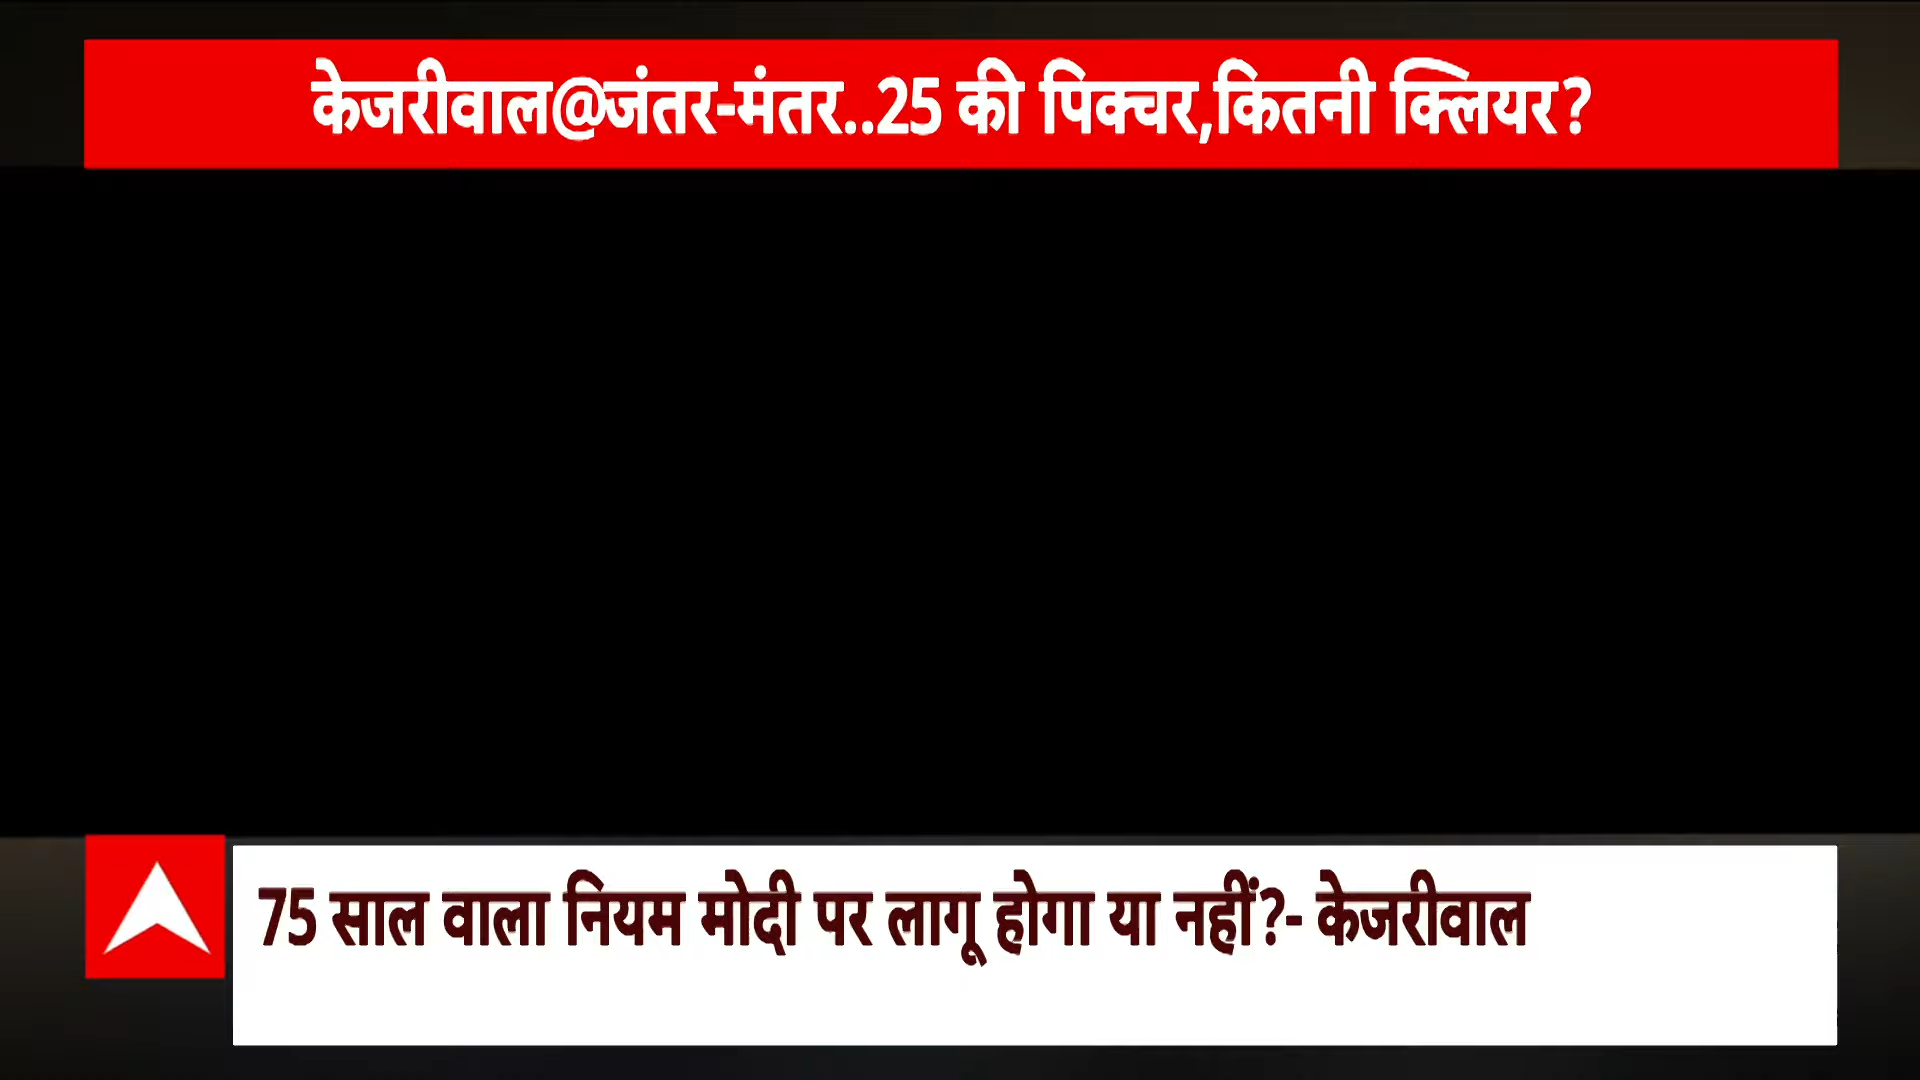 केजरीवाल@जंतर-मंतर..25 की पिक्चर,कितनी क्लियर?
75 साल वाला नियम मोदी पर लागू होगा या नहीं?- केजरीवाल